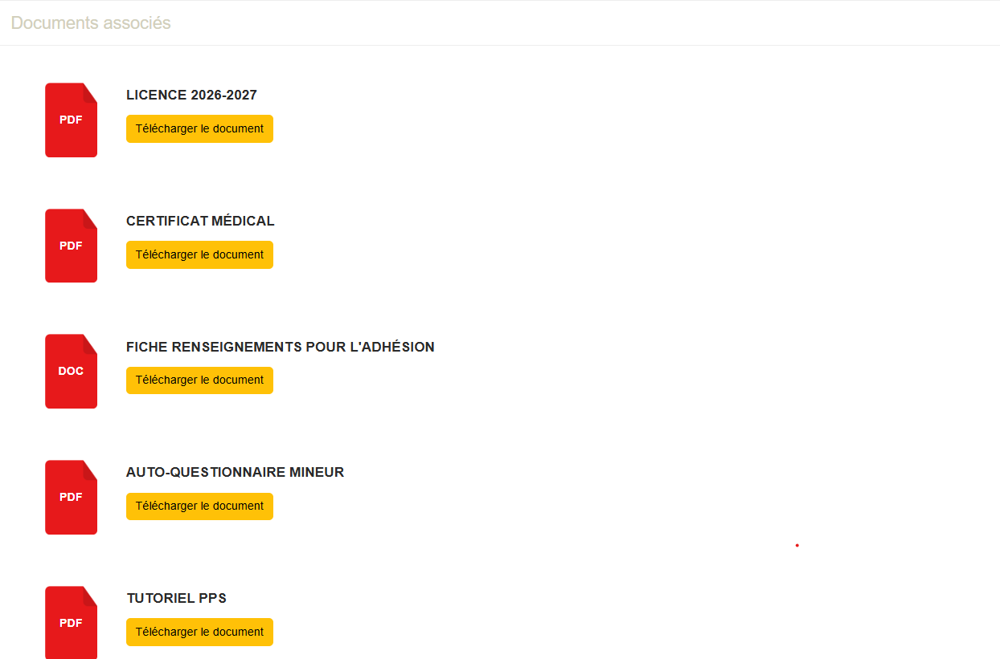 Documents associés
PDF
LICENCE 2026-2027
Télécharger le document
PDF
CERTIFICAT MÉDICAL
Télécharger le document
DOC
FICHE RENSEIGNEMENTS POUR L'ADHÉSION
Télécharger le document
PDF
AUTO-QUESTIONNAIRE MINEUR
Télécharger le document
PDF
TUTORIEL PPS
Télécharger le document